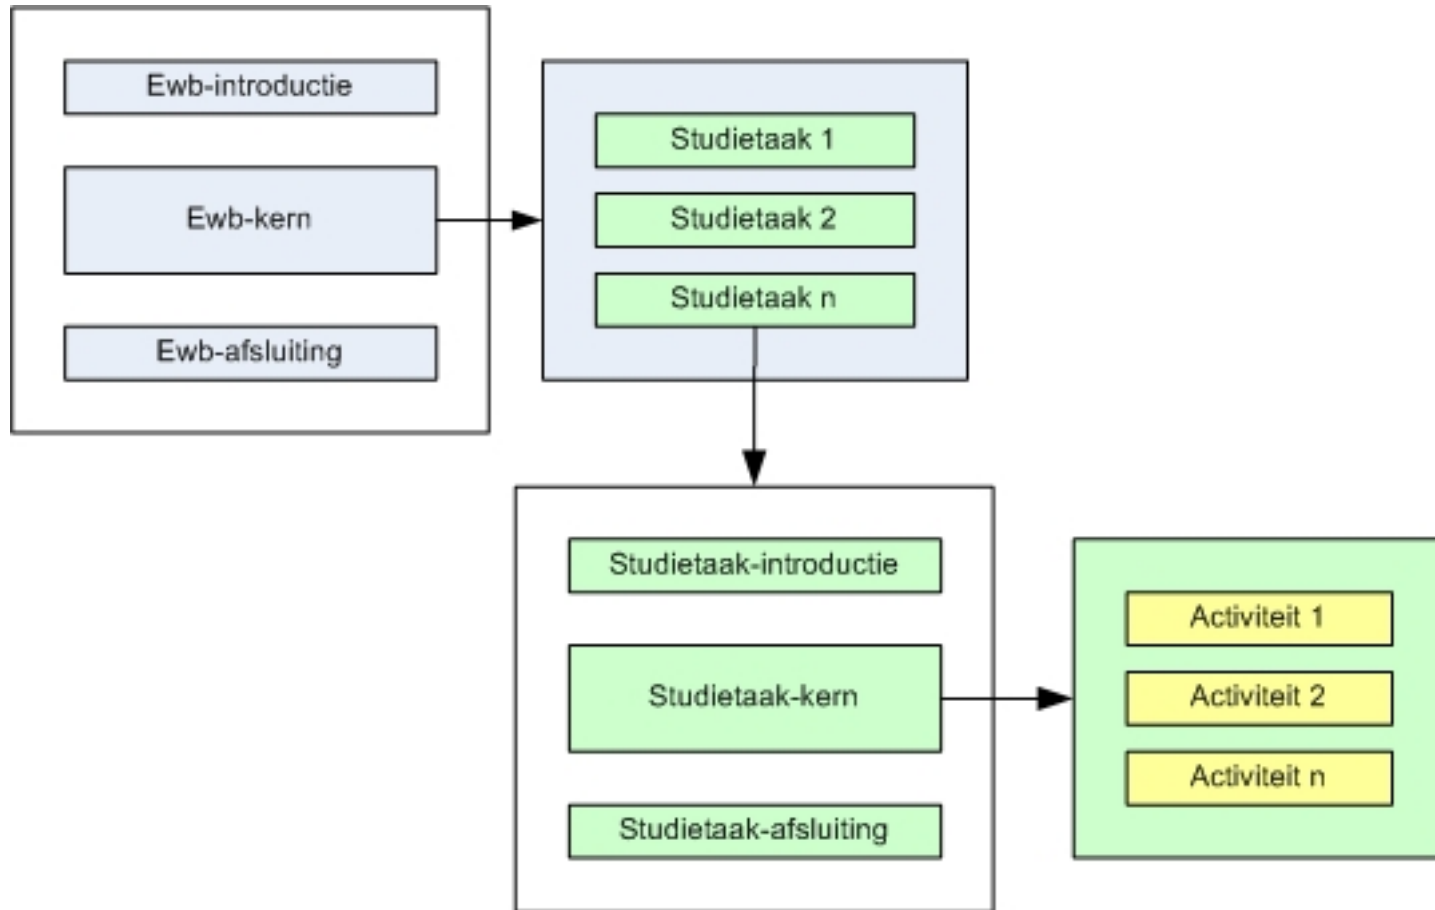 Ewb-introductie
Ewb-kern
Ewb-afsluiting
Studietaak 1
Studietaak 2
Studietaak n
Studietaak-introductie
Studietaak-kern
Studietaak-afsluiting
Activiteit 1
Activiteit 2
Activiteit n